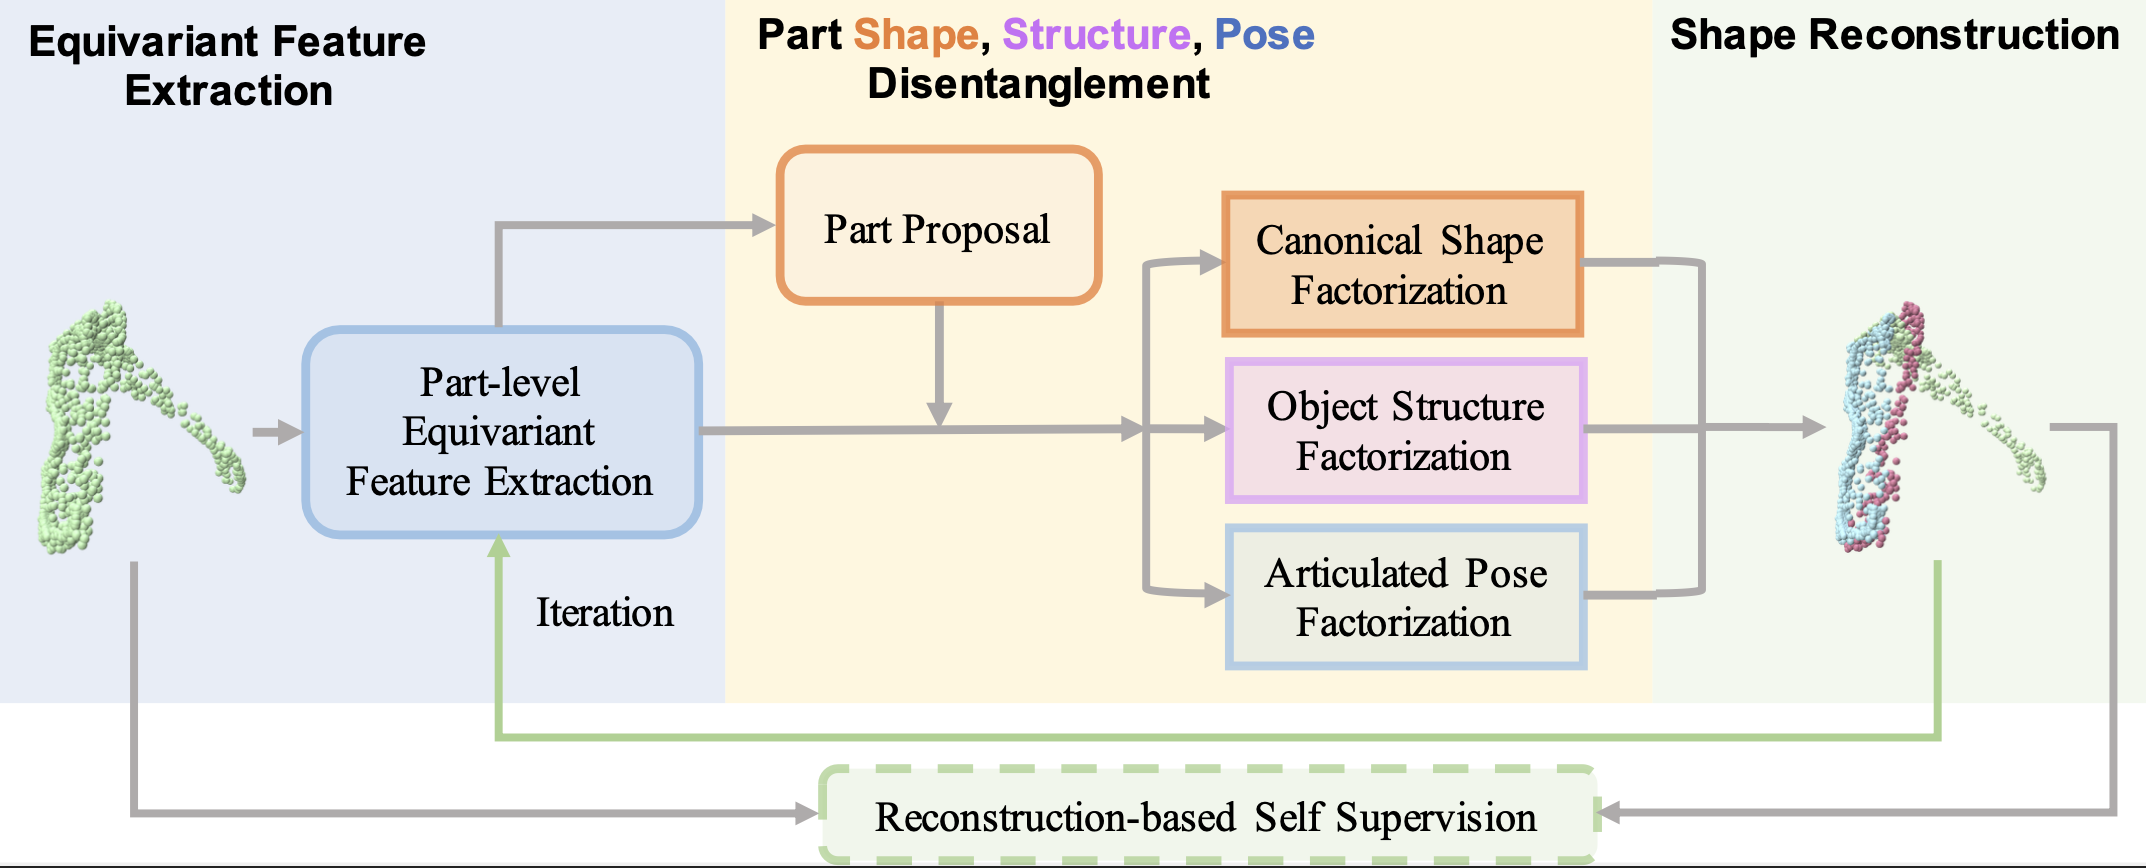 Equivariant Feature
Extraction
Part Shape, Structure, Pose
Disentanglement
Shape Reconstruction
Part Proposal
Part-level
Equivariant
Feature Extraction
Canonical Shape
Factorization
Object Structure
Factorization
Articulated Pose
Factorization
Iteration
Reconstruction-based Self Supervision